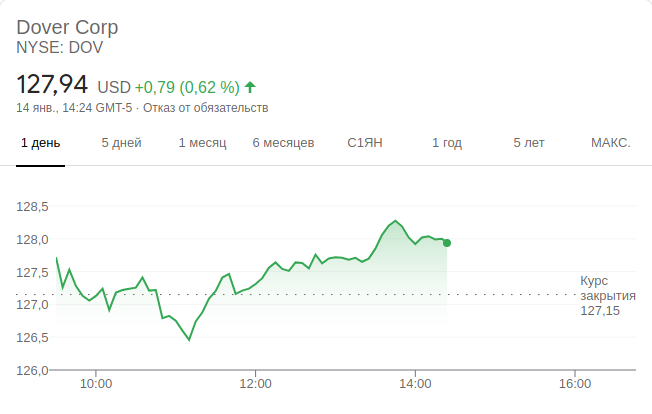 Dover Corp
NYSE: DOV
127,94 USD +0,79 (0,62 %)
14 янв., 14:24 GMT-5 · Отказ от обязательств
1 день 5 дней 1 месяц 6 месяцев С1ЯН 1 год 5 лет МАКС.
128,5
128,0
127,5
127,0
126,5
126,0
Курс
закрытия
127,15
10:00 12:00 14:00 16:00